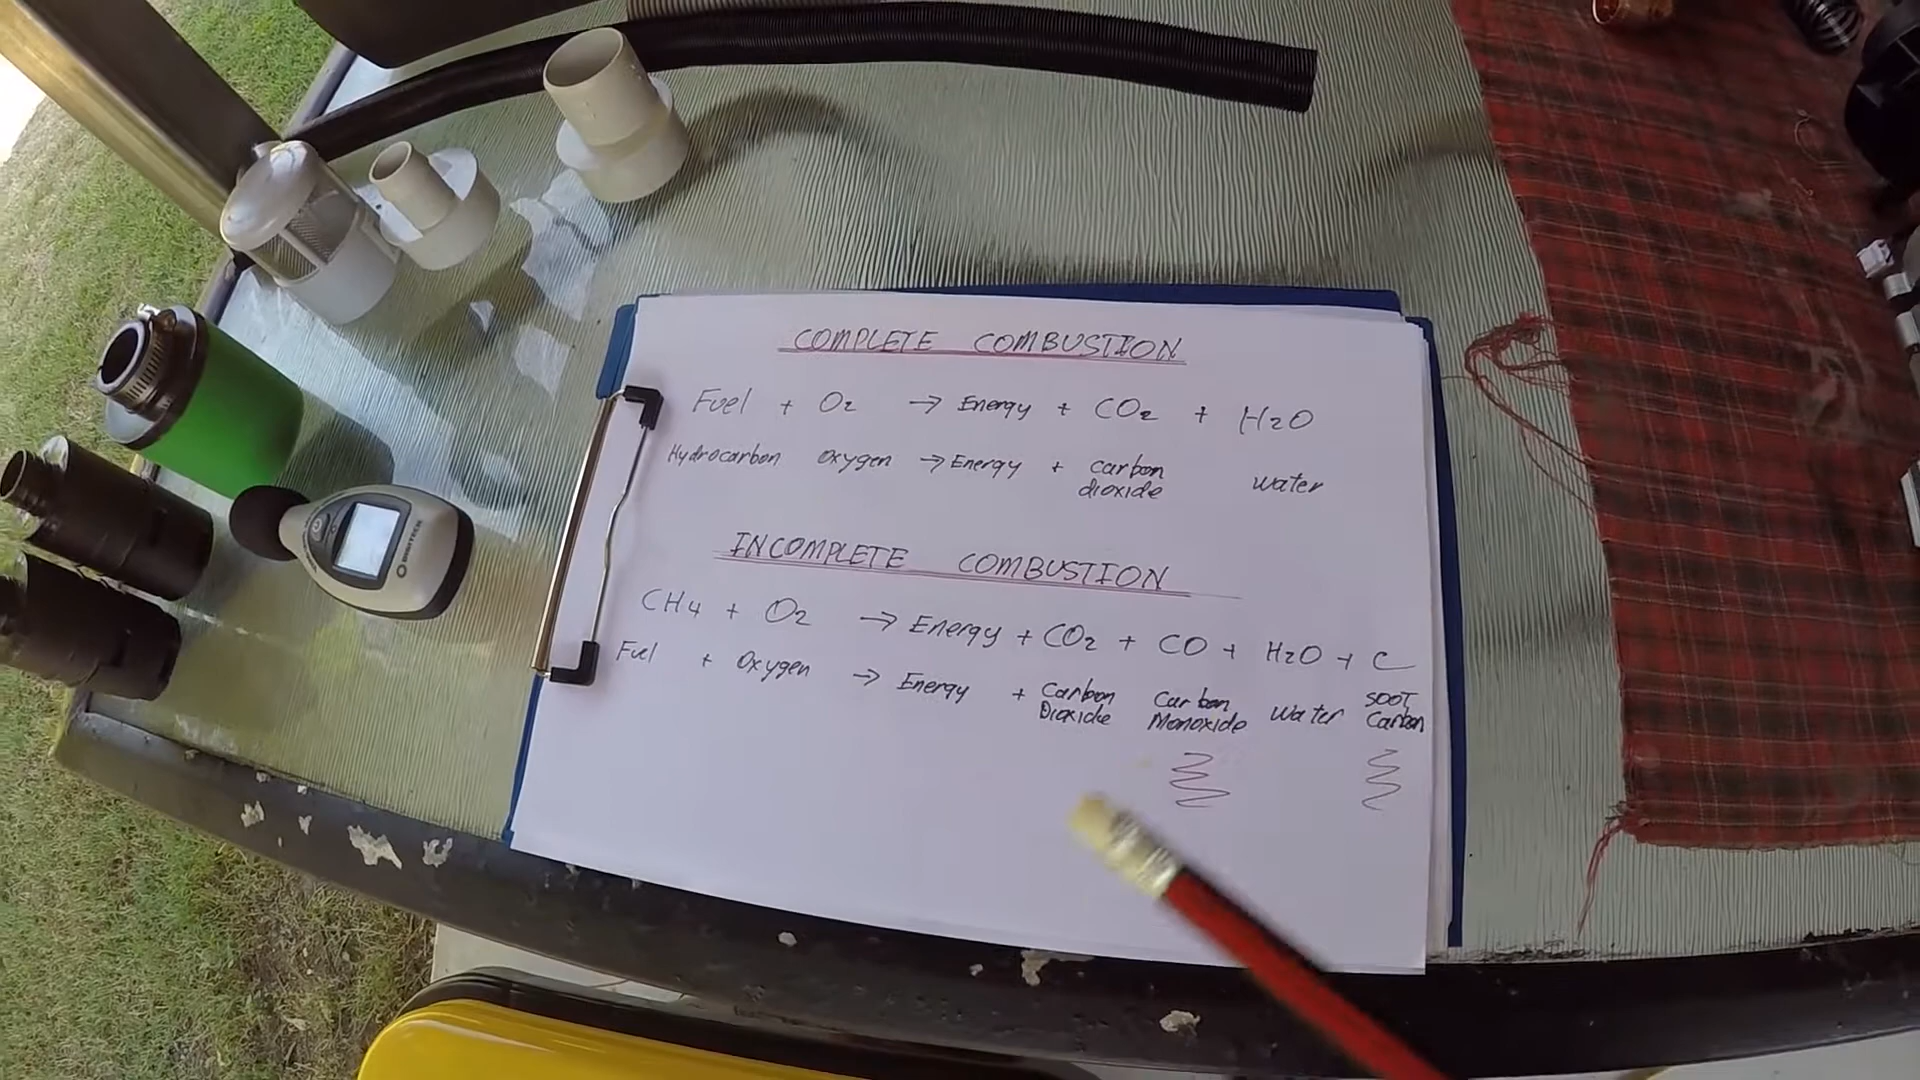 COMPLETE COMBUSTION
Fuel + O2 → Energy + CO2 + H2O
Hydrocarbon oxygen → Energy + carbon dioxide water
INCOMPLETE COMBUSTION
CH4 + O2 → Energy + CO2 + CO + H2O + C
Fuel + Oxygen → Energy + Carbon Dioxide Carbon Monoxide Water SOOT Carbon
DIGITECH